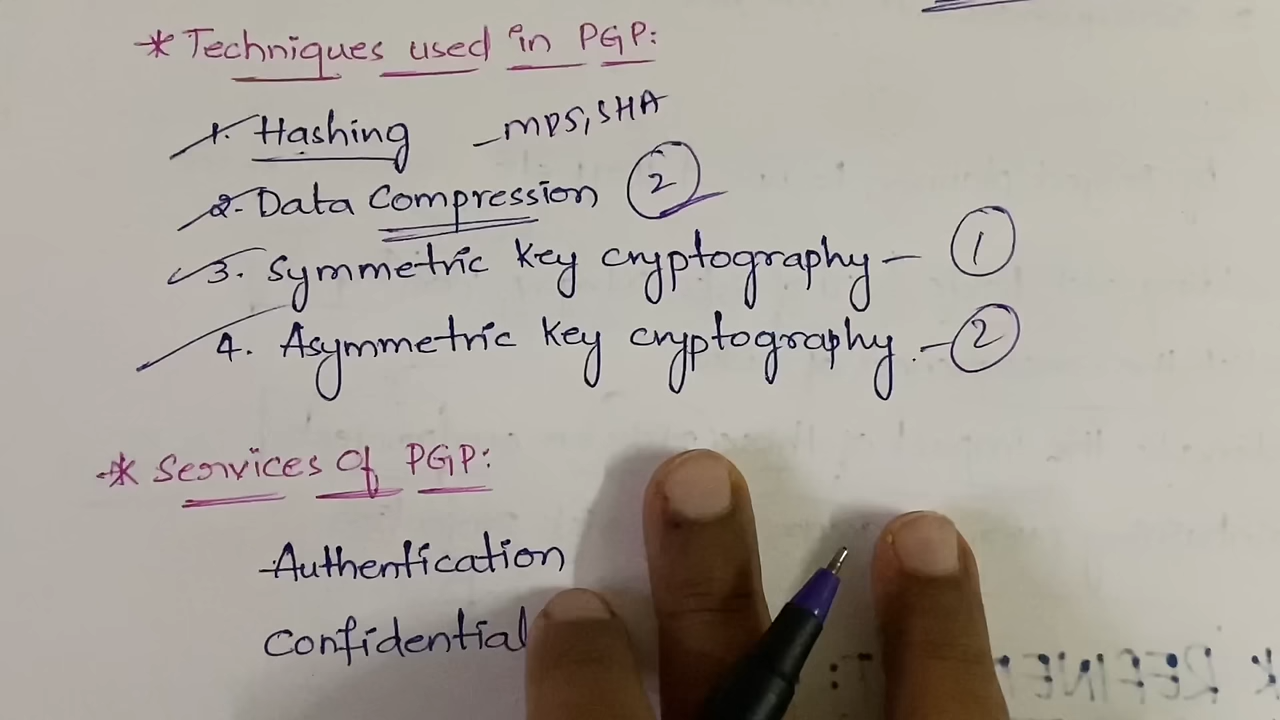 * Techniques used in PGP:
1. Hashing - MD5, SHA
2. Data Compression 2
3. Symmetric key cryptography - 1
4. Asymmetric key cryptography - 2
* Services Of PGP:
-Authentication
Confidential